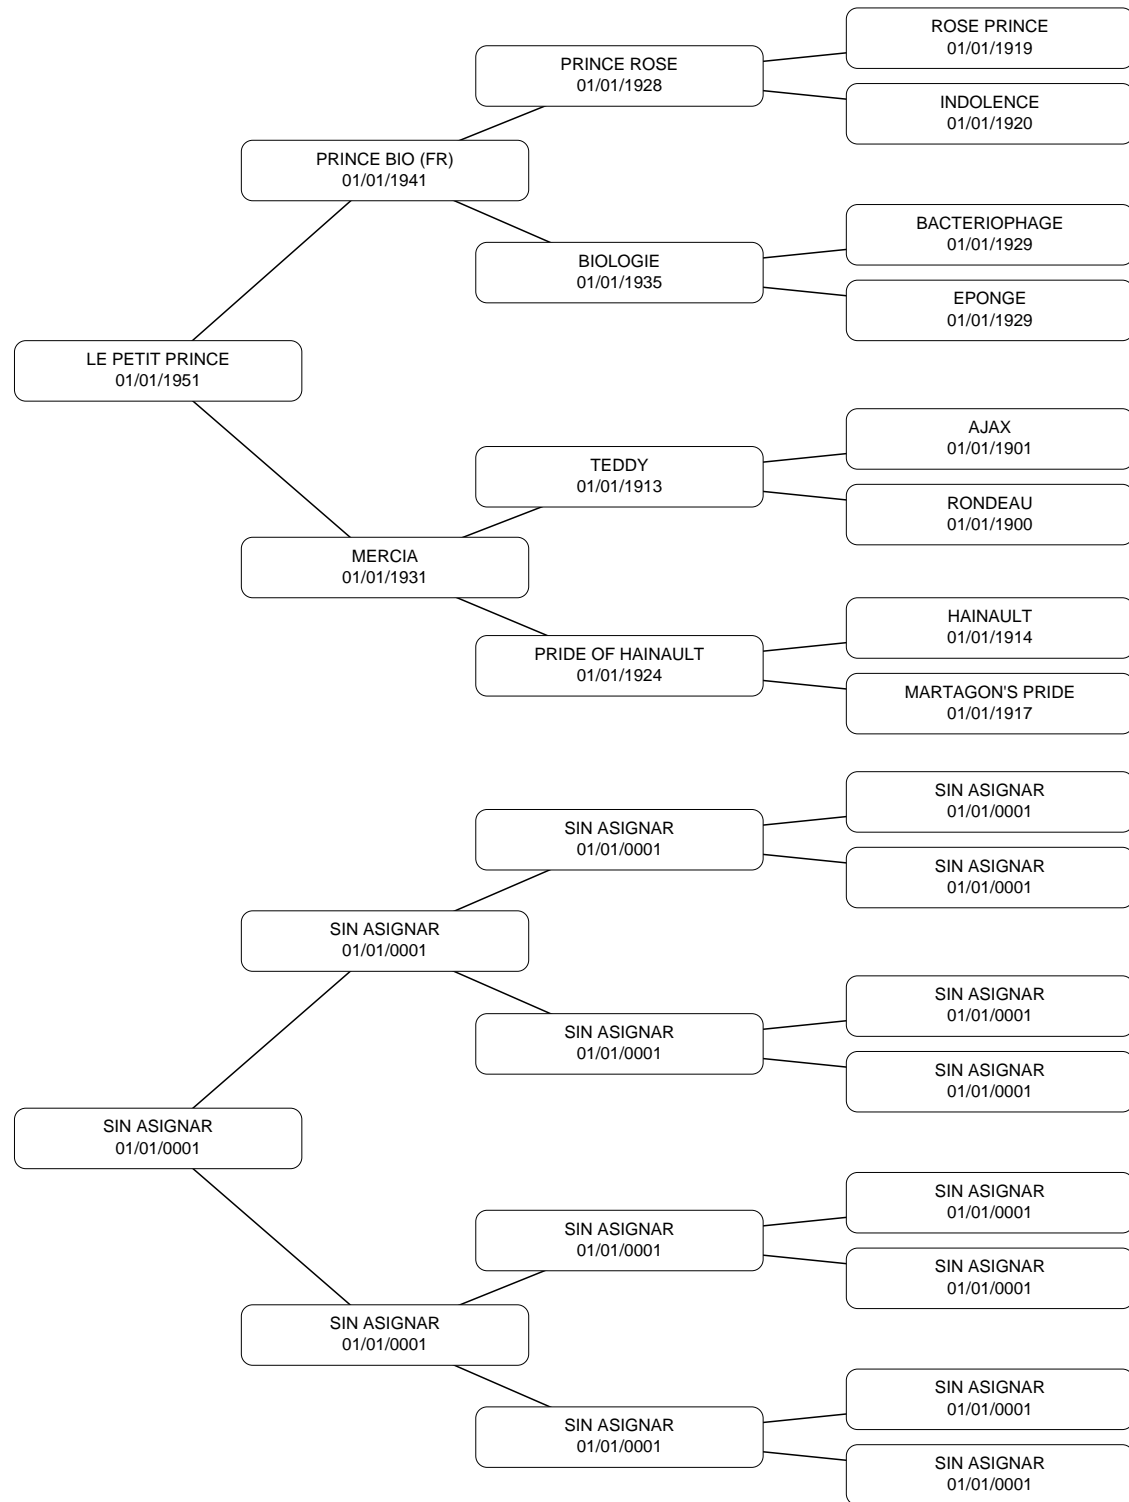 ROSE PRINCE
01/01/1919
PRINCE ROSE
01/01/1928
INDOLENCE
01/01/1920
PRINCE BIO (FR)
01/01/1941
BACTERIOPHAGE
01/01/1929
BIOLOGIE
01/01/1935
EPONGE
01/01/1929
LE PETIT PRINCE
01/01/1951
AJAX
01/01/1901
TEDDY
01/01/1913
RONDEAU
01/01/1900
MERCIA
01/01/1931
HAINAULT
01/01/1914
PRIDE OF HAINAULT
01/01/1924
MARTAGON'S PRIDE
01/01/1917
SIN ASIGNAR
01/01/0001
SIN ASIGNAR
01/01/0001
SIN ASIGNAR
01/01/0001
SIN ASIGNAR
01/01/0001
SIN ASIGNAR
01/01/0001
SIN ASIGNAR
01/01/0001
SIN ASIGNAR
01/01/0001
SIN ASIGNAR
01/01/0001
SIN ASIGNAR
01/01/0001
SIN ASIGNAR
01/01/0001
SIN ASIGNAR
01/01/0001
SIN ASIGNAR
01/01/0001
SIN ASIGNAR
01/01/0001
SIN ASIGNAR
01/01/0001
SIN ASIGNAR
01/01/0001